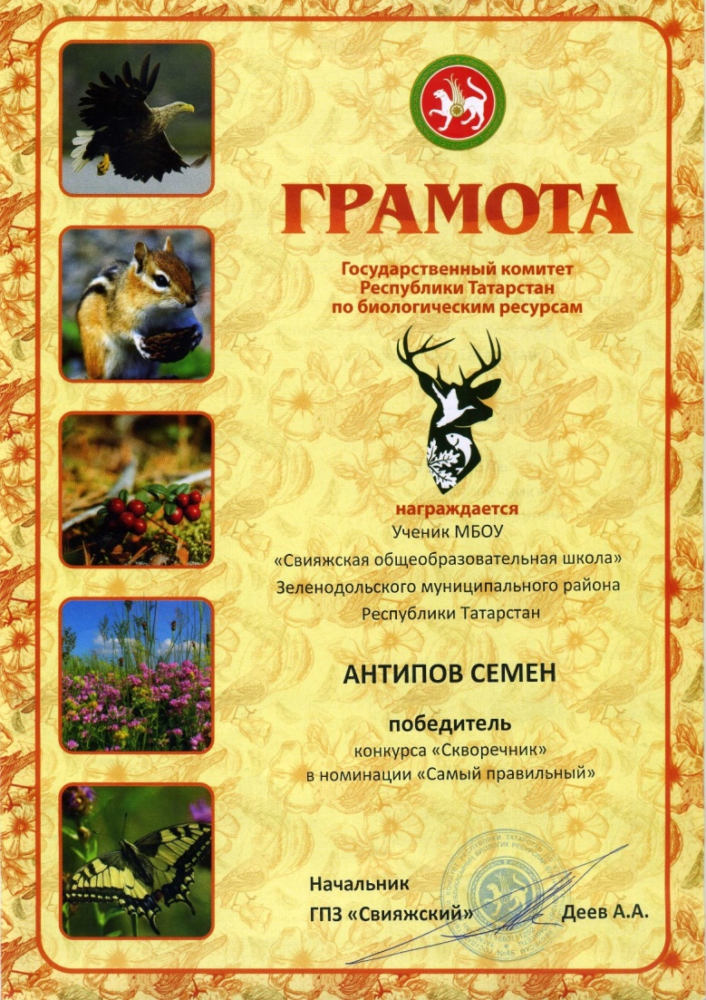 ГРАМОТА
Государственный комитет
Республики Татарстан
по биологическим ресурсам
награждается
Ученик МБОУ
«Свияжская общеобразовательная школа»
Зеленодольского муниципального района
Республики Татарстан
АНТИПОВ СЕМЕН
победитель
конкурса «Скворечник»
в номинации «Самый правильный»
Начальник
ГПЗ «Свияжский»
Деев А.А.